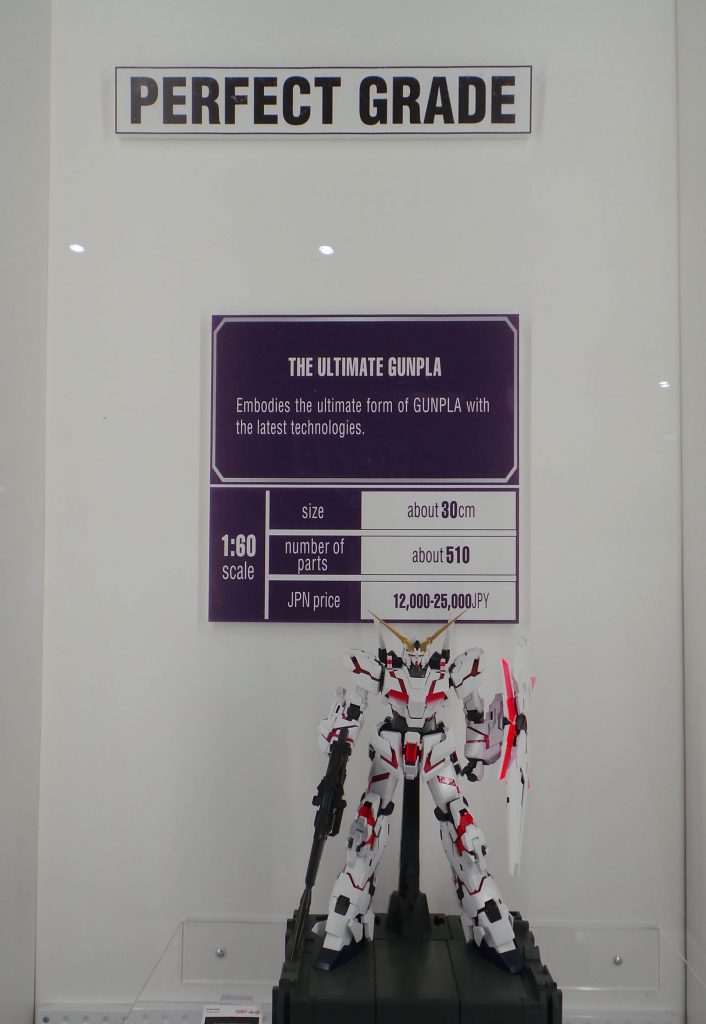 PERFECT GRADE
THE ULTIMATE GUNPLA
Embodies the ultimate form of GUNPLA with
the latest technologies.
1:60
scale
size
about 30cm
number of
parts
about 510
JPN price
12,000-25,000JPY